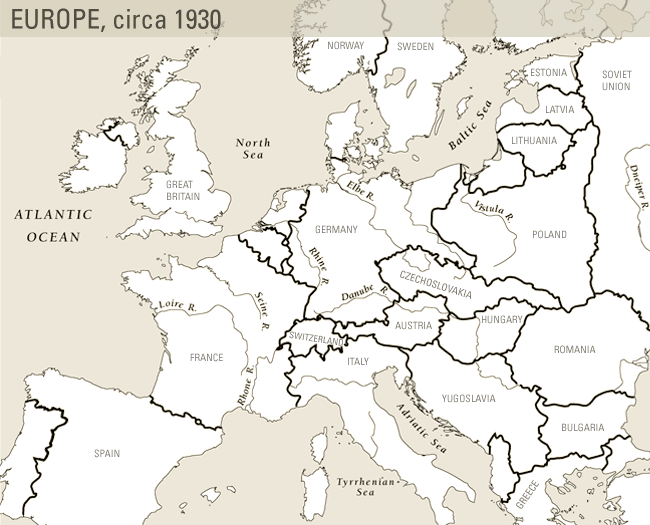 EUROPE, circa 1930
NORWAY
SWEDEN
ESTONIA
SOVIET
UNION
LATVIA
LITHUANIA
Baltic Sea
North
Sea
Dneiper R.
GREAT
BRITAIN
ATLANTIC
OCEAN
Elbe R.
Vistula R.
GERMANY
POLAND
Rhine R.
CZECHOSLOVAKIA
Danube R.
Loire R.
Seine R.
AUSTRIA
HUNGARY
SWITZERLAND
ROMANIA
FRANCE
ITALY
Rhone R.
YUGOSLAVIA
Adriatic Sea
BULGARIA
SPAIN
Tyrrhenian
Sea
GREECE